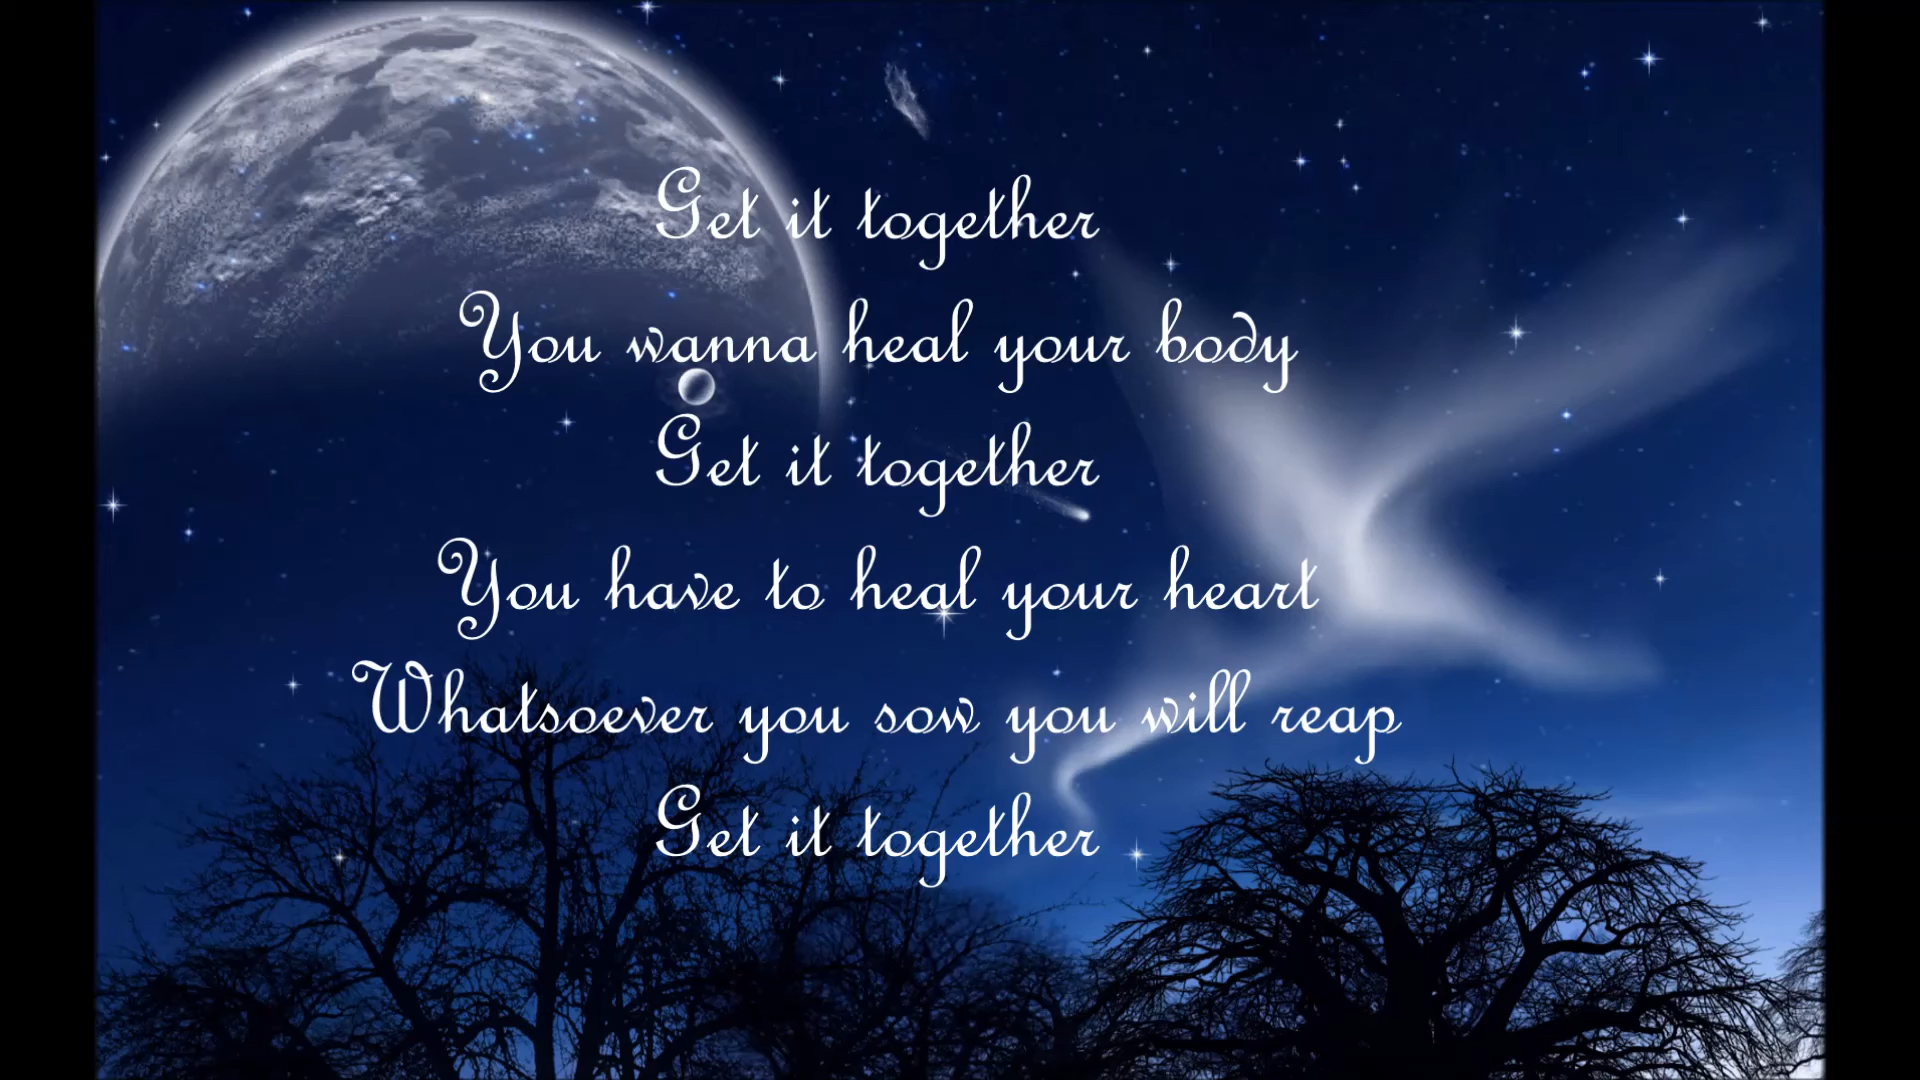 Get it together
You wanna heal your body
Get it together
You have to heal your heart
Whatsoever you sow you will reap
Get it together